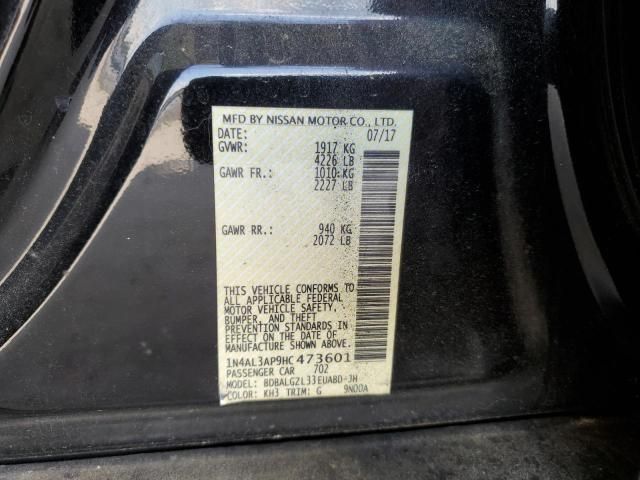 MFD BY NISSAN MOTOR CO., LTD.
DATE: 07/17
GVWR: 1917 KG
4226 LB
GAWR FR.: 1010 KG
2227 LB
GAWR RR.: 940 KG
2072 LB
THIS VEHICLE CONFORMS TO
ALL APPLICABLE FEDERAL
MOTOR VEHICLE SAFETY,
BUMPER, AND THEFT
PREVENTION STANDARDS
IN EFFECT ON THE DATE OF
MANUFACTURE SHOWN ABOVE.
1N4AL3AP9HC473601
PASSENGER CAR 702
MODEL: BDBALGZL33EUABD-JH
COLOR: KH3 TRIM: G 9N00A